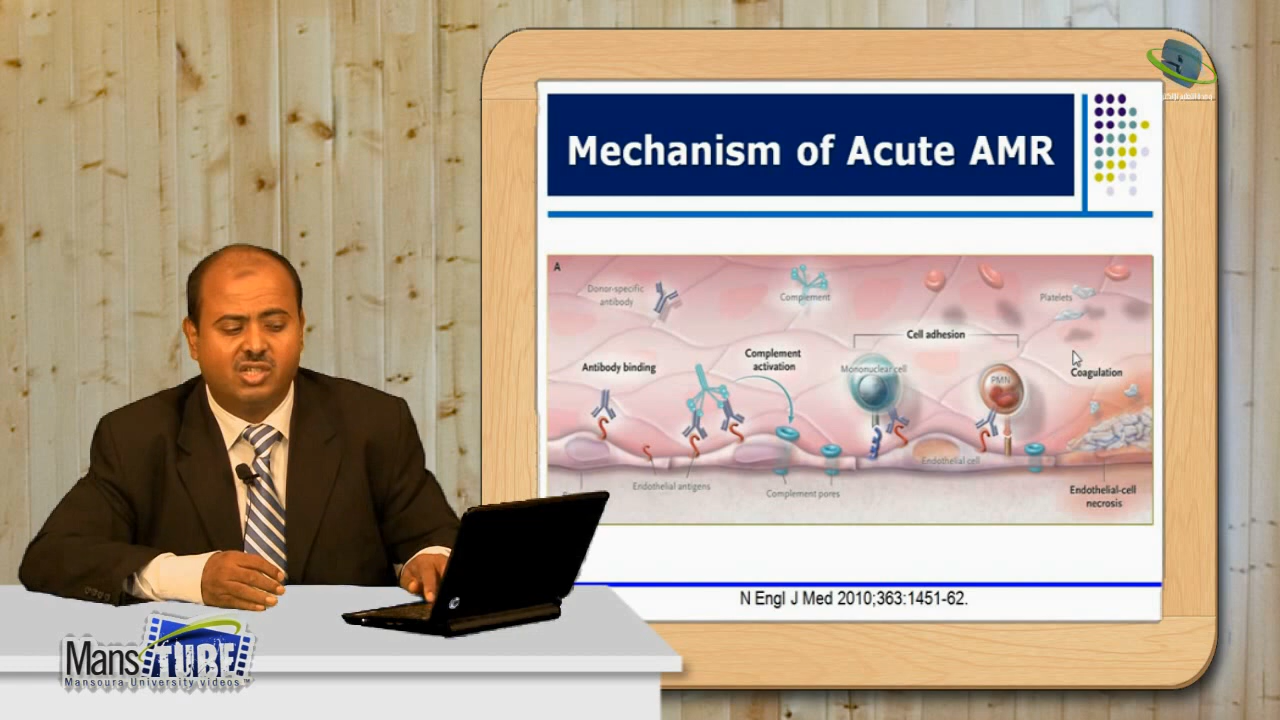 Mechanism of Acute AMR
A
Donor-specific
antibody
Complement
Platelets
Cell adhesion
Antibody binding
Complement
activation
Mononuclear cell
PMN
Coagulation
Endothelial cell
Endothelial antigens
Complement pores
Endothelial-cell
necrosis
N Engl J Med 2010;363:1451-62.
hp
Mans TUBE
Mansoura University videos